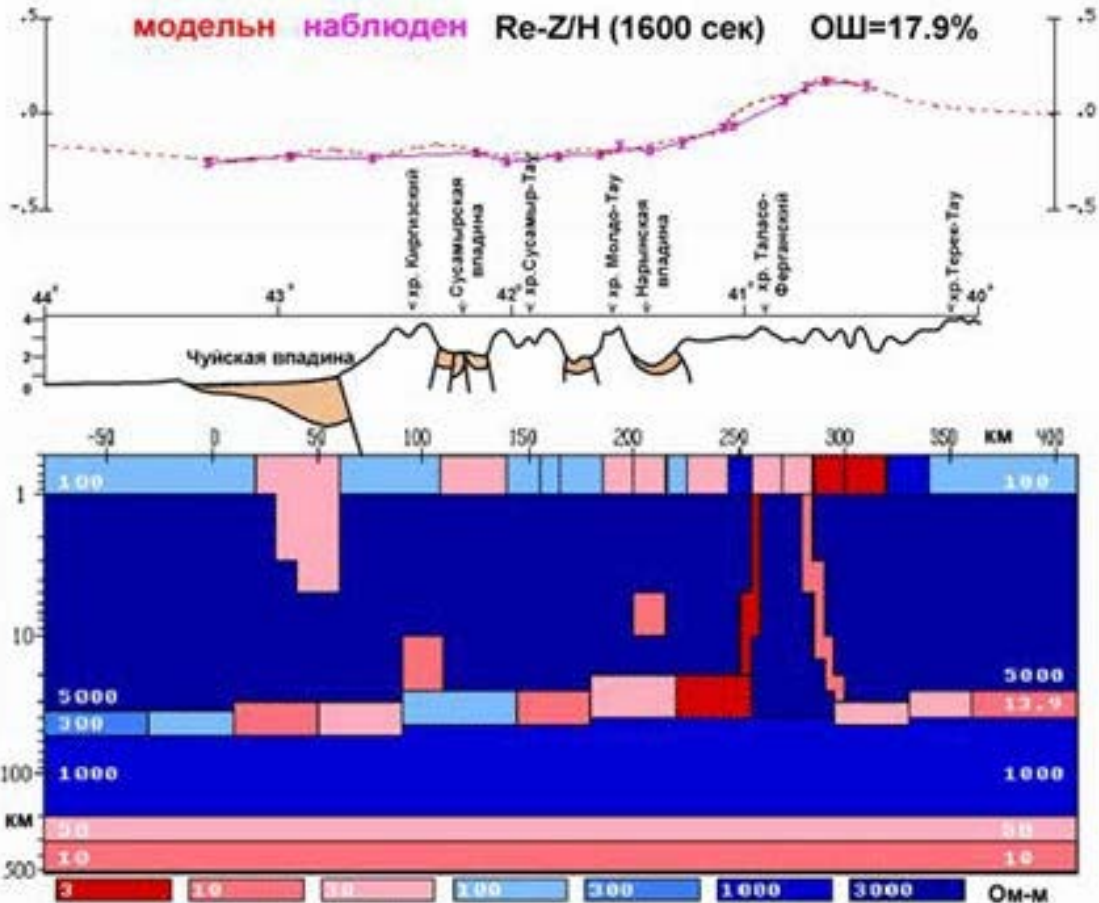 .5 модельн наблюден Re-Z/H (1600 сек) ОШ=17.9% .5
.0 .0
-.5 -.5
< хр. Киргизский
< Сусамырская впадина
< хр.Сусамыр-Тау
< хр. Молдо-Тау
< Нарынская впадина
< хр. Таласо-Ферганский
<хр.Терек-Тау
44° 43° 42° 41° 40°
4
2
0
Чуйская впадина
-50 0 50 100 150 200 250 300 350 км 400
100 100
1
10
5000 5000
300 13.9
100 1000 1000
км
50 50
10 10
500
3 10 30 100 300 1000 3000 Ом-м